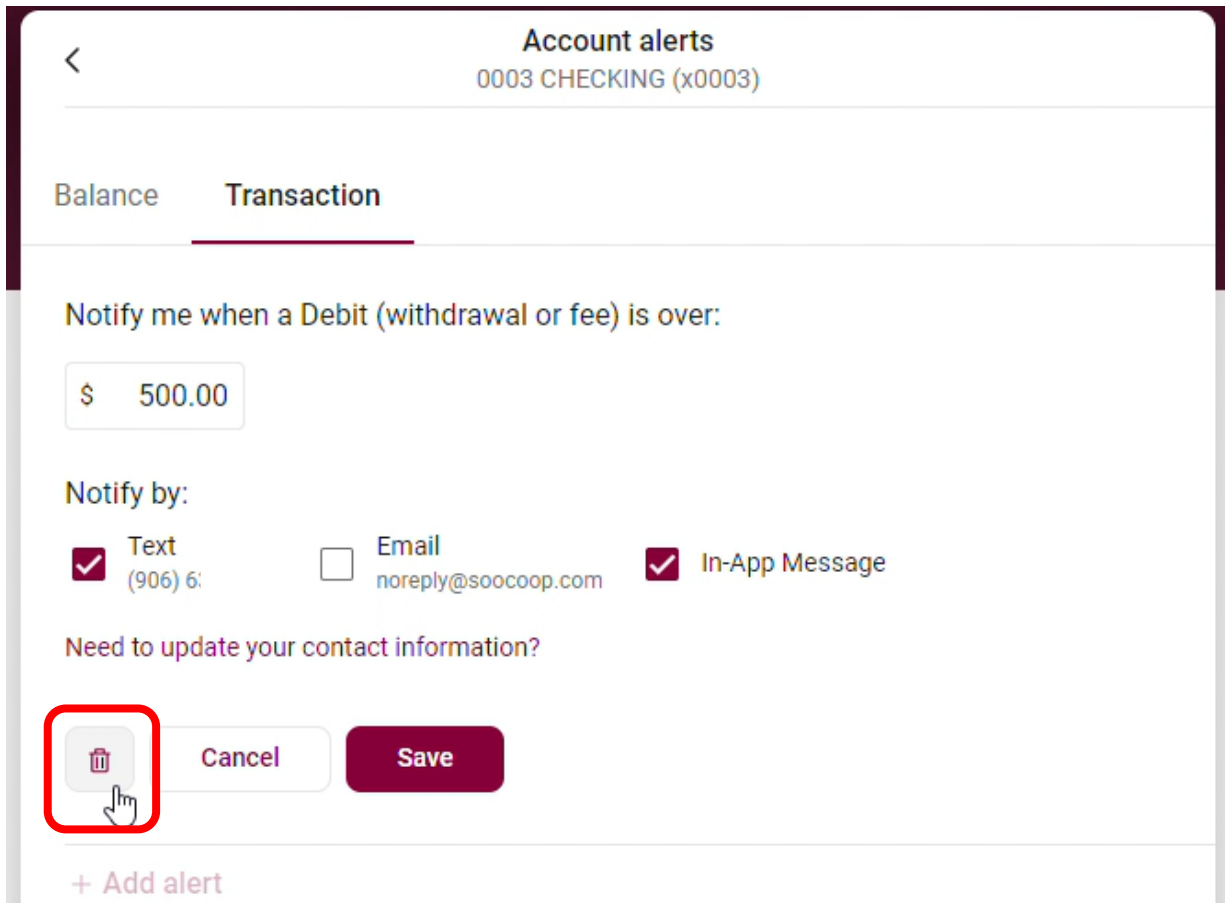 Account alerts
0003 CHECKING (x0003)
Balance Transaction
Notify me when a Debit (withdrawal or fee) is over:
$ 500.00
Notify by:
Text
(906) 6
Email
noreply@soocoop.com
In-App Message
Need to update your contact information?
Cancel Save
+ Add alert